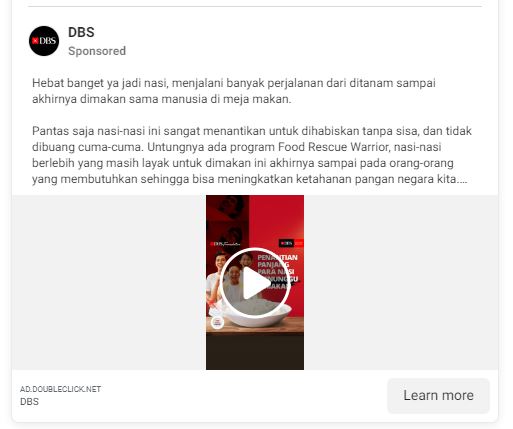 DBS
DBS
Sponsored
Hebat banget ya jadi nasi, menjalani banyak perjalanan dari ditanam sampai
akhirnya dimakan sama manusia di meja makan.
Pantas saja nasi-nasi ini sangat menantikan untuk dihabiskan tanpa sisa, dan tidak
dibuang cuma-cuma. Untungnya ada program Food Rescue Warrior, nasi-nasi
berlebih yang masih layak untuk dimakan ini akhirnya sampai pada orang-orang
yang membutuhkan sehingga bisa meningkatkan ketahanan pangan negara kita....
DBS Foundation
DBS
PENANTIAN
PANJANG
PARA NASI
AD.DOUBLECLICK.NET
DBS
Learn more